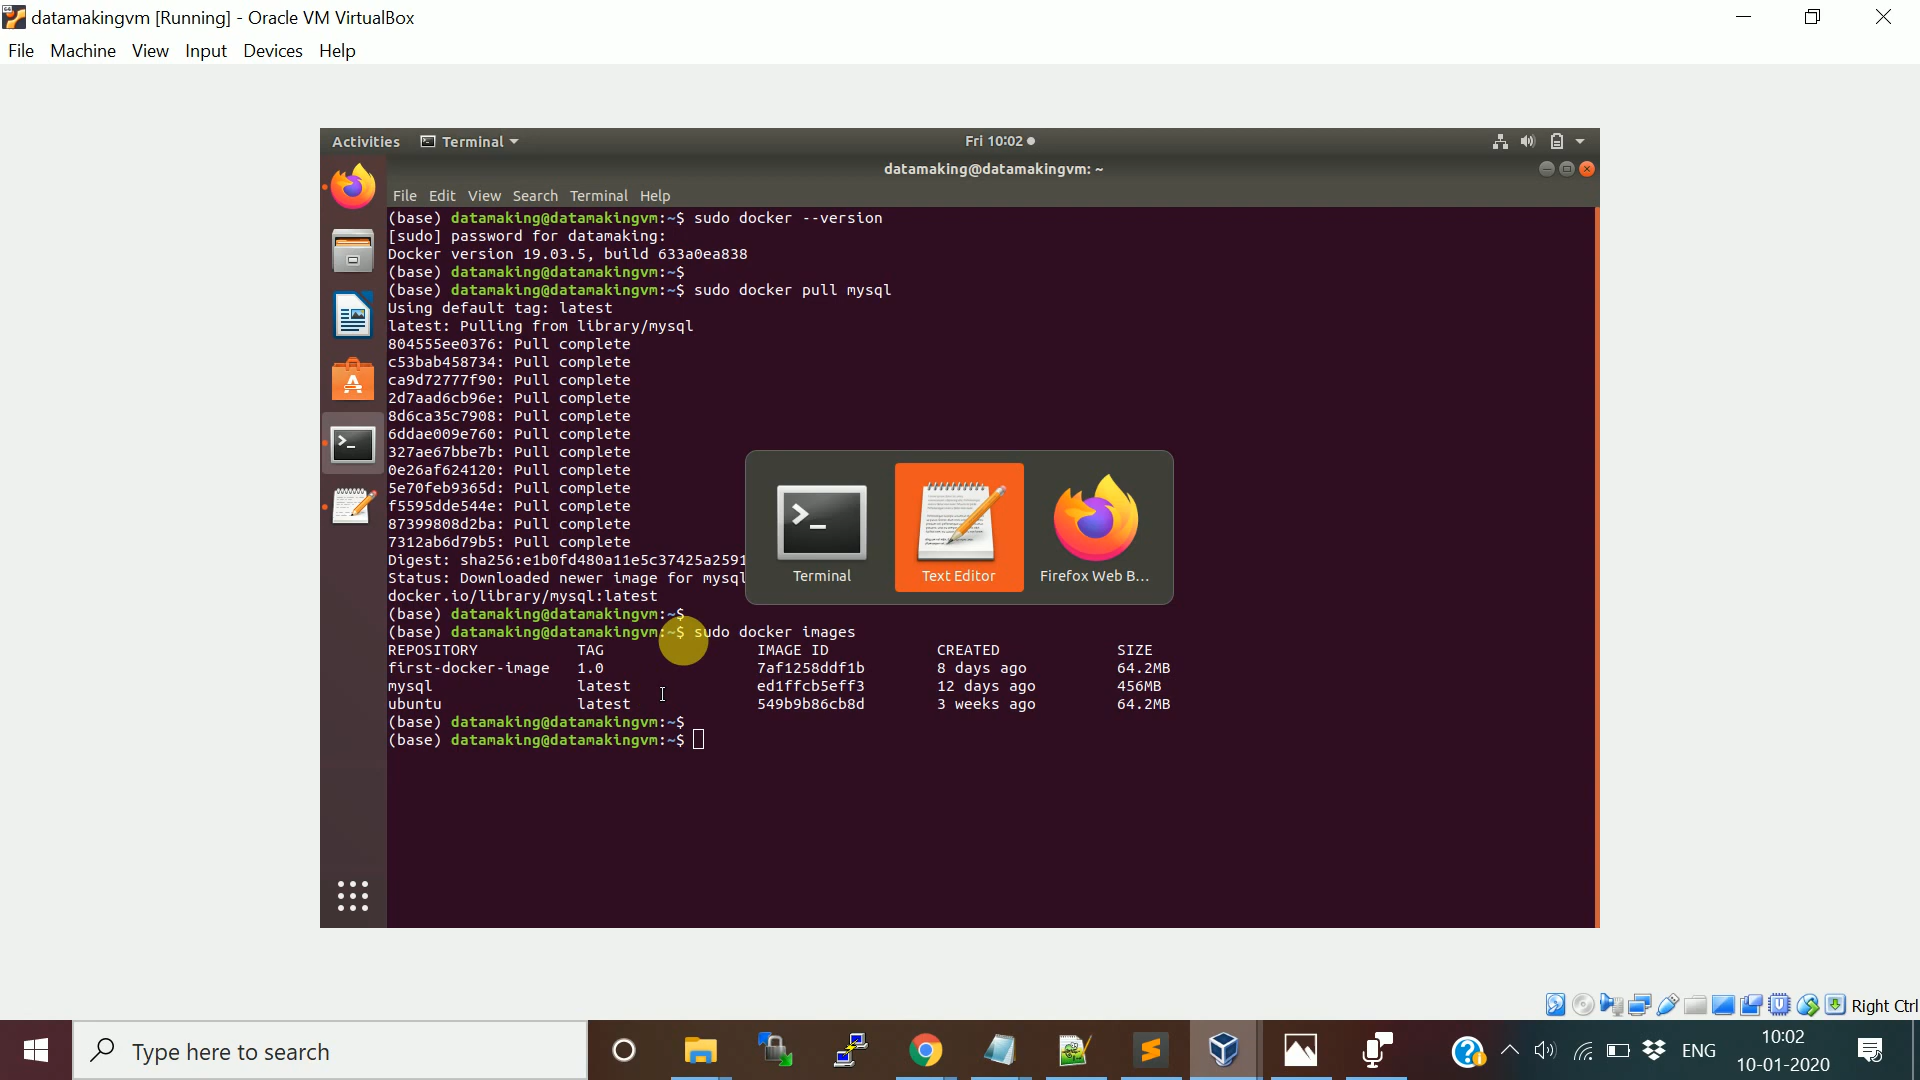 datamakingvm [Running] - Oracle VM VirtualBox
File Machine View Input Devices Help
Activities Terminal Fri 10:02
datamaking@datamakingvm: ~
File Edit View Search Terminal Help
(base) datamaking@datamakingvm:~$ sudo docker --version
[sudo] password for datamaking:
Docker version 19.03.5, build 633a0ea838
(base) datamaking@datamakingvm:~$
(base) datamaking@datamakingvm:~$ sudo docker pull mysql
Using default tag: latest
latest: Pulling from library/mysql
804555ee0376: Pull complete
c53bab458734: Pull complete
ca9d72777f90: Pull complete
2d7aad6cb96e: Pull complete
8d6ca35c7908: Pull complete
6ddae009e760: Pull complete
327ae67bbe7b: Pull complete
0e26af624120: Pull complete
5e70feb9365d: Pull complete
f5595dde544e: Pull complete
87399808d2ba: Pull complete
7312ab6d79b5: Pull complete
Digest: sha256:e1b0fd480a11e5c37425a2591
Status: Downloaded newer image for mysql
docker.io/library/mysql:latest
(base) datamaking@datamakingvm:~$
(base) datamaking@datamakingvm:~$ sudo docker images
REPOSITORY TAG IMAGE ID CREATED SIZE
first-docker-image 1.0 7af1258ddf1b 8 days ago 64.2MB
mysql latest ed1ffcb5eff3 12 days ago 456MB
ubuntu latest 549b9b86cb8d 3 weeks ago 64.2MB
(base) datamaking@datamakingvm:~$
(base) datamaking@datamakingvm:~$
Terminal Text Editor Firefox Web B...
Right Ctrl
Type here to search
ENG
10:02
10-01-2020